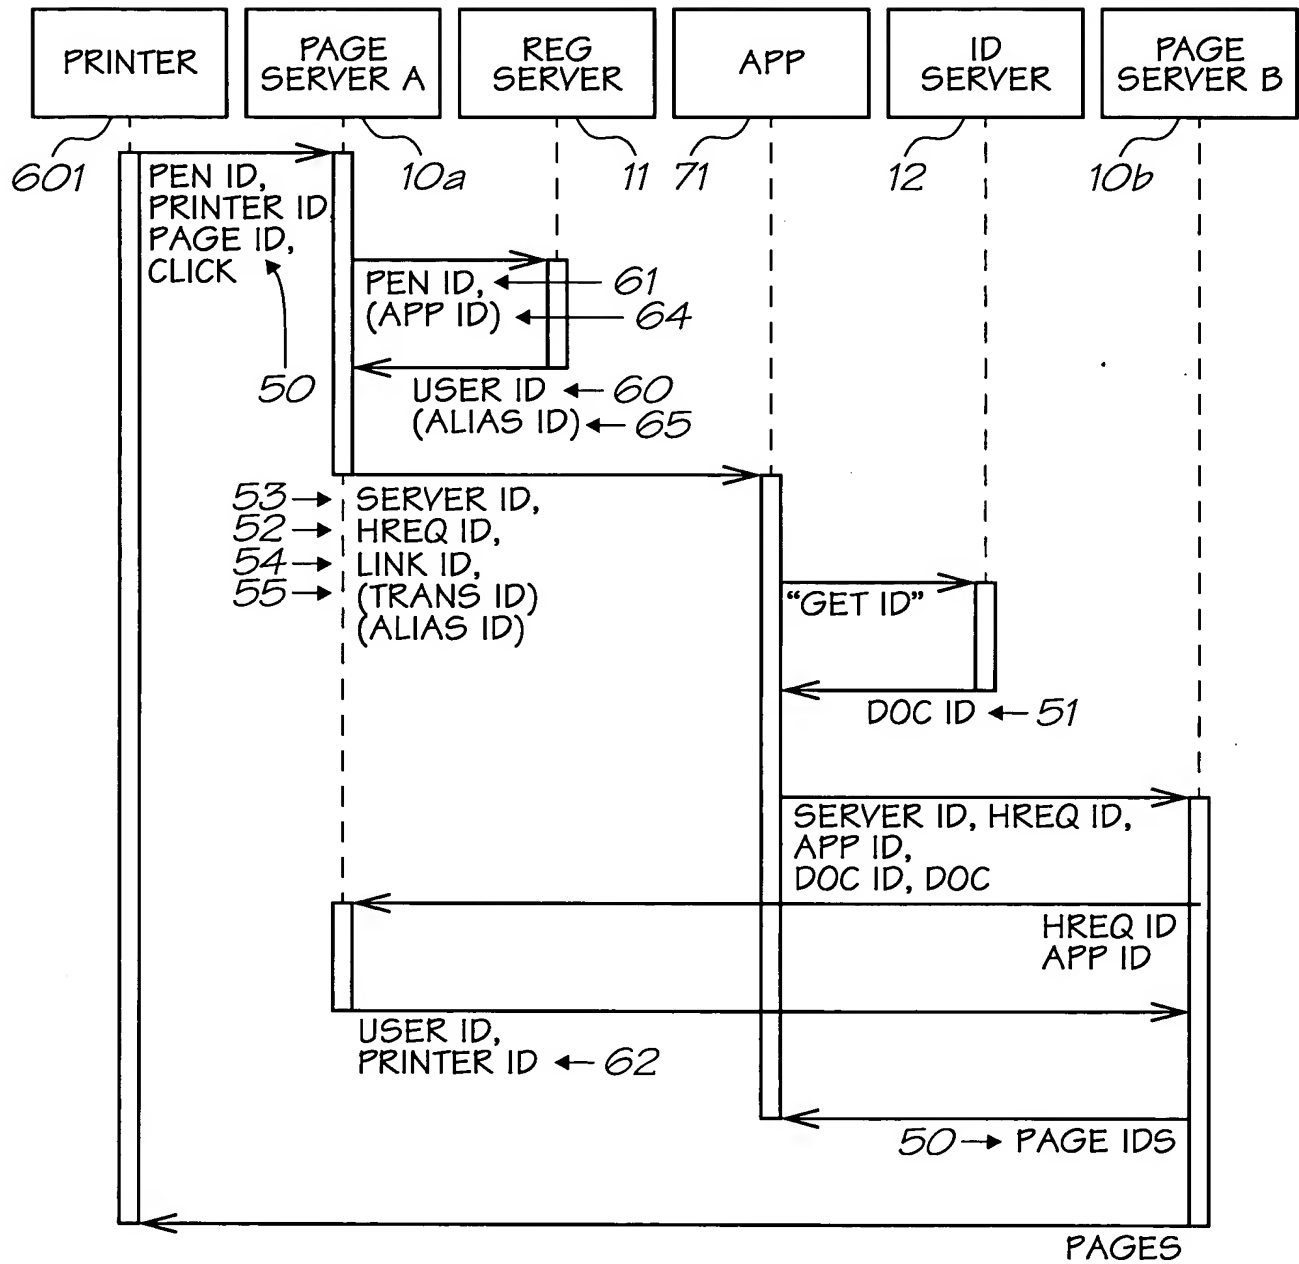 PRINTER
PAGE
SERVER A
REG
SERVER
APP
ID
SERVER
PAGE
SERVER B
601
10a
11
71
12
10b
PEN ID,
PRINTER ID
PAGE ID,
CLICK
50
PEN ID,
61
(APP ID)
64
USER ID
60
(ALIAS ID)
65
53
SERVER ID,
52
HREQ ID,
54
LINK ID,
55
(TRANS ID)
(ALIAS ID)
"GET ID"
DOC ID
51
SERVER ID, HREQ ID,
APP ID,
DOC ID, DOC
HREQ ID
APP ID
USER ID,
PRINTER ID
62
50
PAGE IDS
PAGES